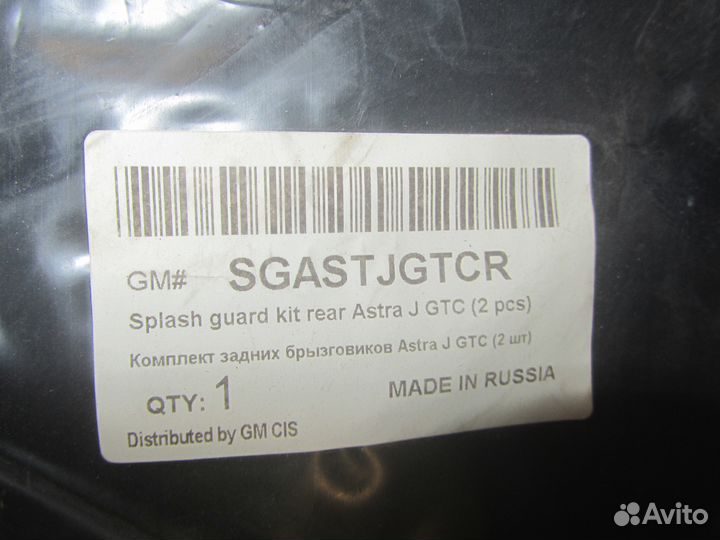 GM# SGASTJGTCR
Splash guard kit rear Astra J GTC (2 pcs)
Комплект задних брызговиков Astra J GTC (2 шт)
QTY: 1 MADE IN RUSSIA
Distributed by GM CIS
Avito